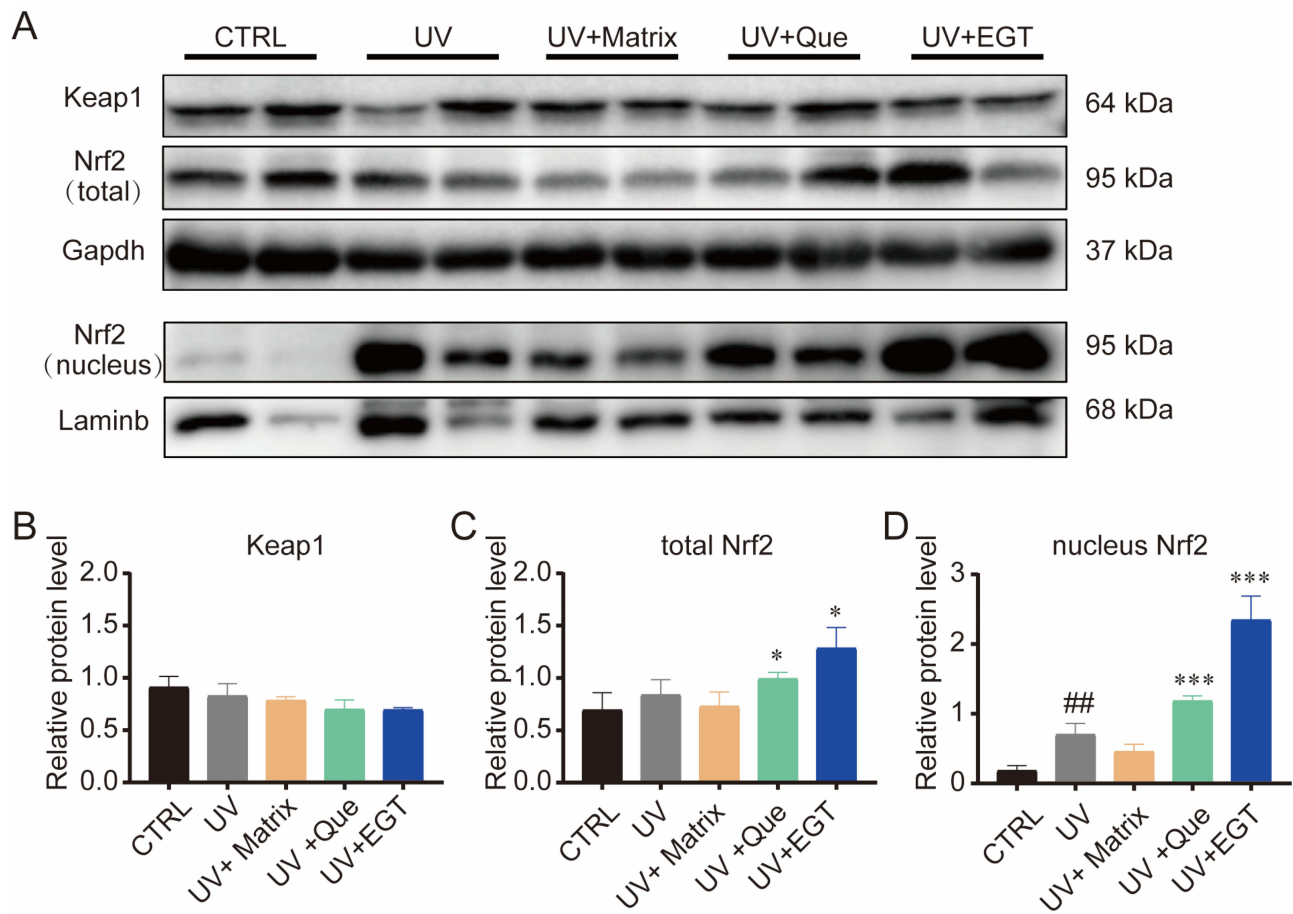 A
CTRL UV UV+Matrix UV+Que UV+EGT
Keap1 64 kDa
Nrf2
(total) 95 kDa
Gapdh 37 kDa
Nrf2
(nucleus) 95 kDa
Laminb 68 kDa
B
Keap1
Relative protein level
2.0
1.5
1.0
0.5
0.0
CTRL
UV
UV+ Matrix
UV +Que
UV+EGT
C
total Nrf2
Relative protein level
2.0
1.5
1.0
0.5
0.0
*
*
CTRL
UV
UV+ Matrix
UV +Que
UV+EGT
D
nucleus Nrf2
Relative protein level
3
2
1
0
##
***
***
CTRL
UV
UV+ Matrix
UV +Que
UV+EGT